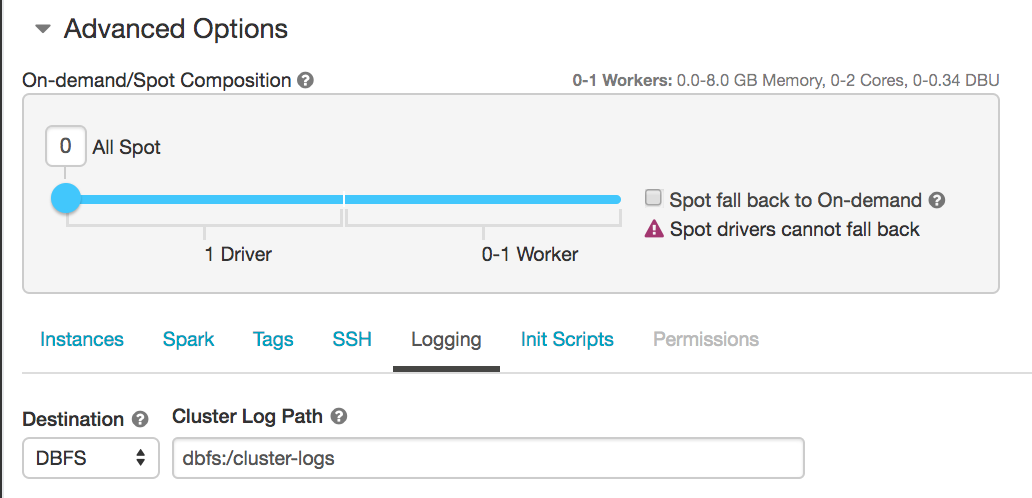 Advanced Options
On-demand/Spot Composition
0-1 Workers: 0.0-8.0 GB Memory, 0-2 Cores, 0-0.34 DBU
0 All Spot
Spot fall back to On-demand
Spot drivers cannot fall back
1 Driver 0-1 Worker
Instances Spark Tags SSH Logging Init Scripts Permissions
Destination Cluster Log Path
DBFS dbfs:/cluster-logs